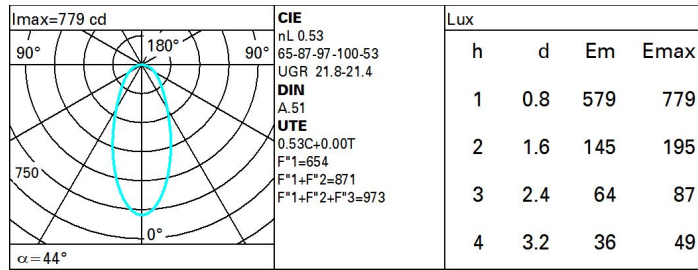 Imax=779 cd
90° 180° 90°
750
0°
α=44°
CIE
nL 0.53
65-87-97-100-53
UGR 21.8-21.4
DIN
A.51
UTE
0.53C+0.00T
F"1=654
F"1+F"2=871
F"1+F"2+F"3=973
Lux
h d Em Emax
1 0.8 579 779
2 1.6 145 195
3 2.4 64 87
4 3.2 36 49